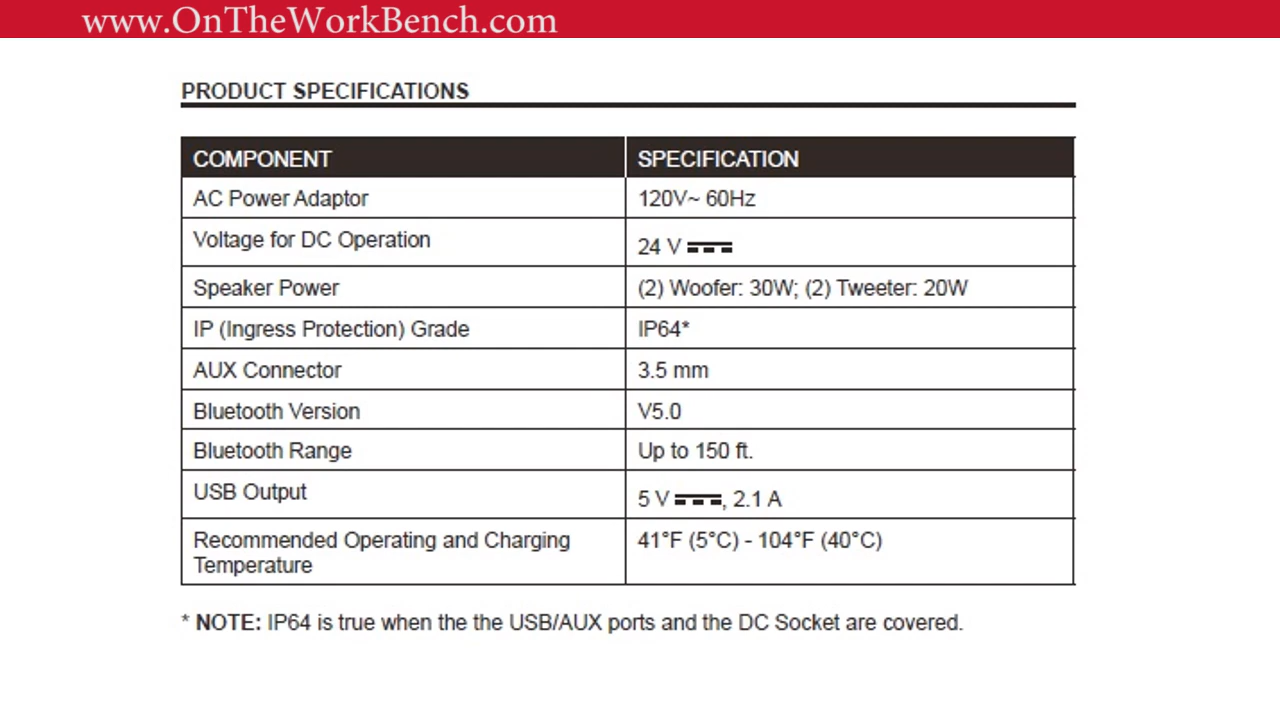 www.OnTheWorkBench.com
PRODUCT SPECIFICATIONS
COMPONENT SPECIFICATION
AC Power Adaptor 120V~ 60Hz
Voltage for DC Operation 24 V ⎓
Speaker Power (2) Woofer: 30W; (2) Tweeter: 20W
IP (Ingress Protection) Grade IP64*
AUX Connector 3.5 mm
Bluetooth Version V5.0
Bluetooth Range Up to 150 ft.
USB Output 5 V ⎓, 2.1 A
Recommended Operating and Charging 41°F (5°C) - 104°F (40°C)
Temperature
* NOTE: IP64 is true when the the USB/AUX ports and the DC Socket are covered.